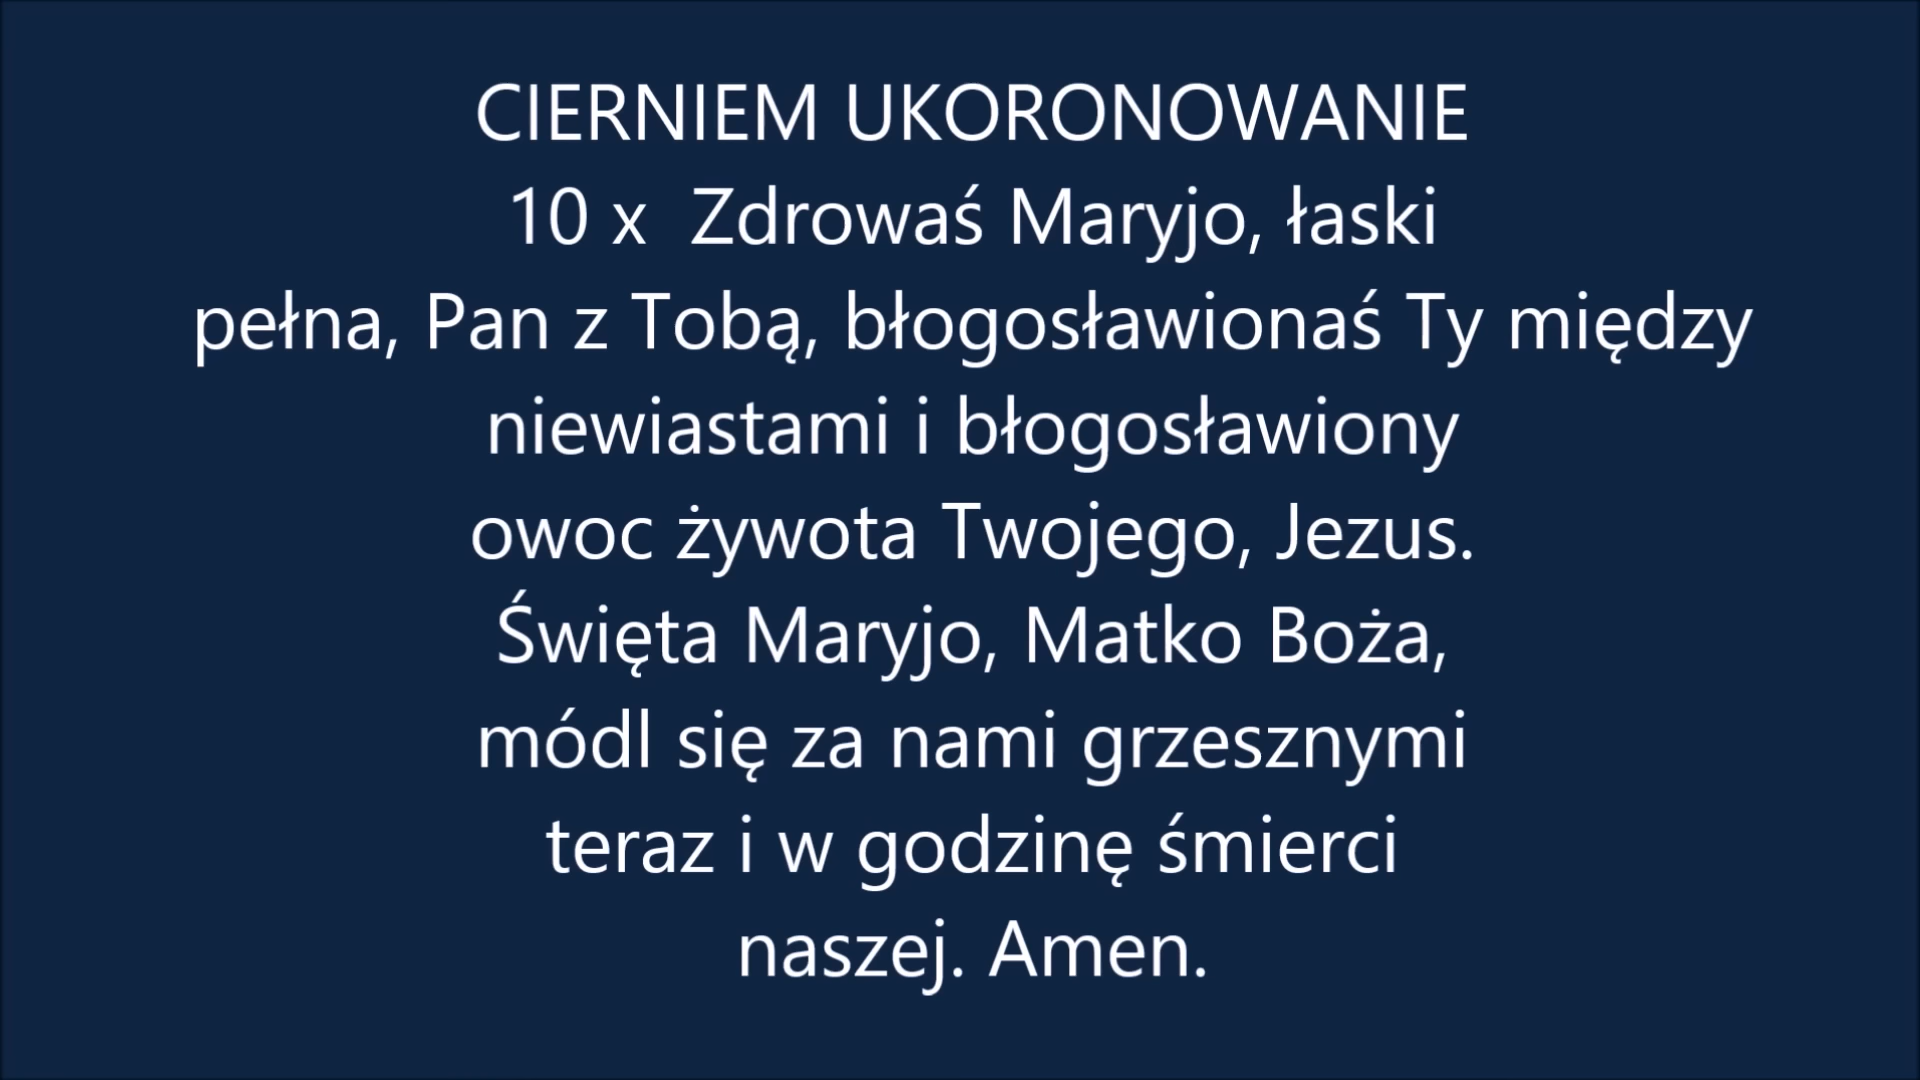 CIERNIEM UKORONOWANIE
10 x  Zdrowaś Maryjo, łaski
pełna, Pan z Tobą, błogosławionaś Ty między
niewiastami i błogosławiony
owoc żywota Twojego, Jezus.
Święta Maryjo, Matko Boża,
módl się za nami grzesznymi
teraz i w godzinę śmierci
naszej. Amen.